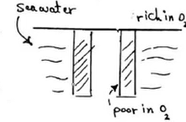 seawater
rich in O2
poor in O2